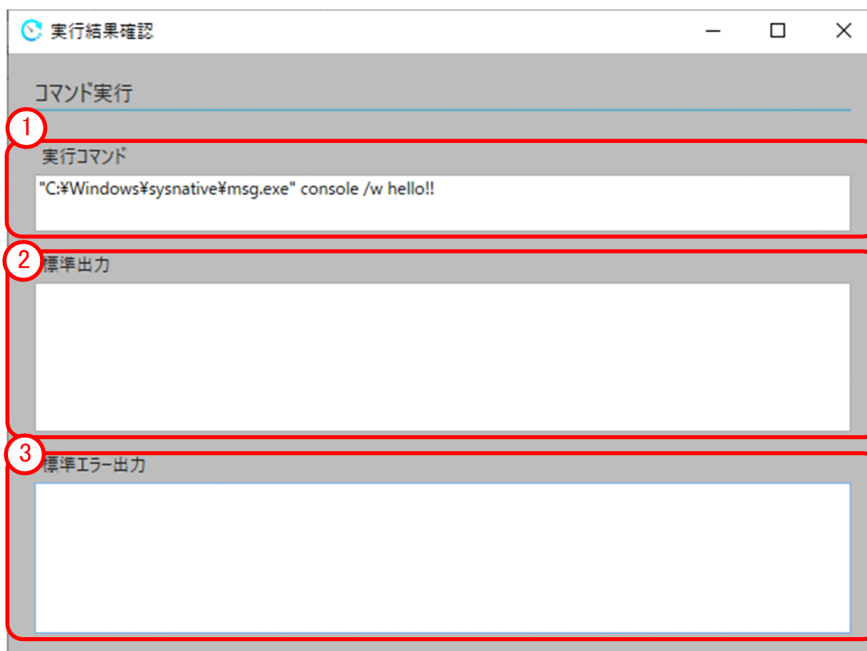 実行結果確認
コマンド実行
1
実行コマンド
"C:¥Windows¥sysnative¥msg.exe" console /w hello!!
2
標準出力
3
標準エラー出力